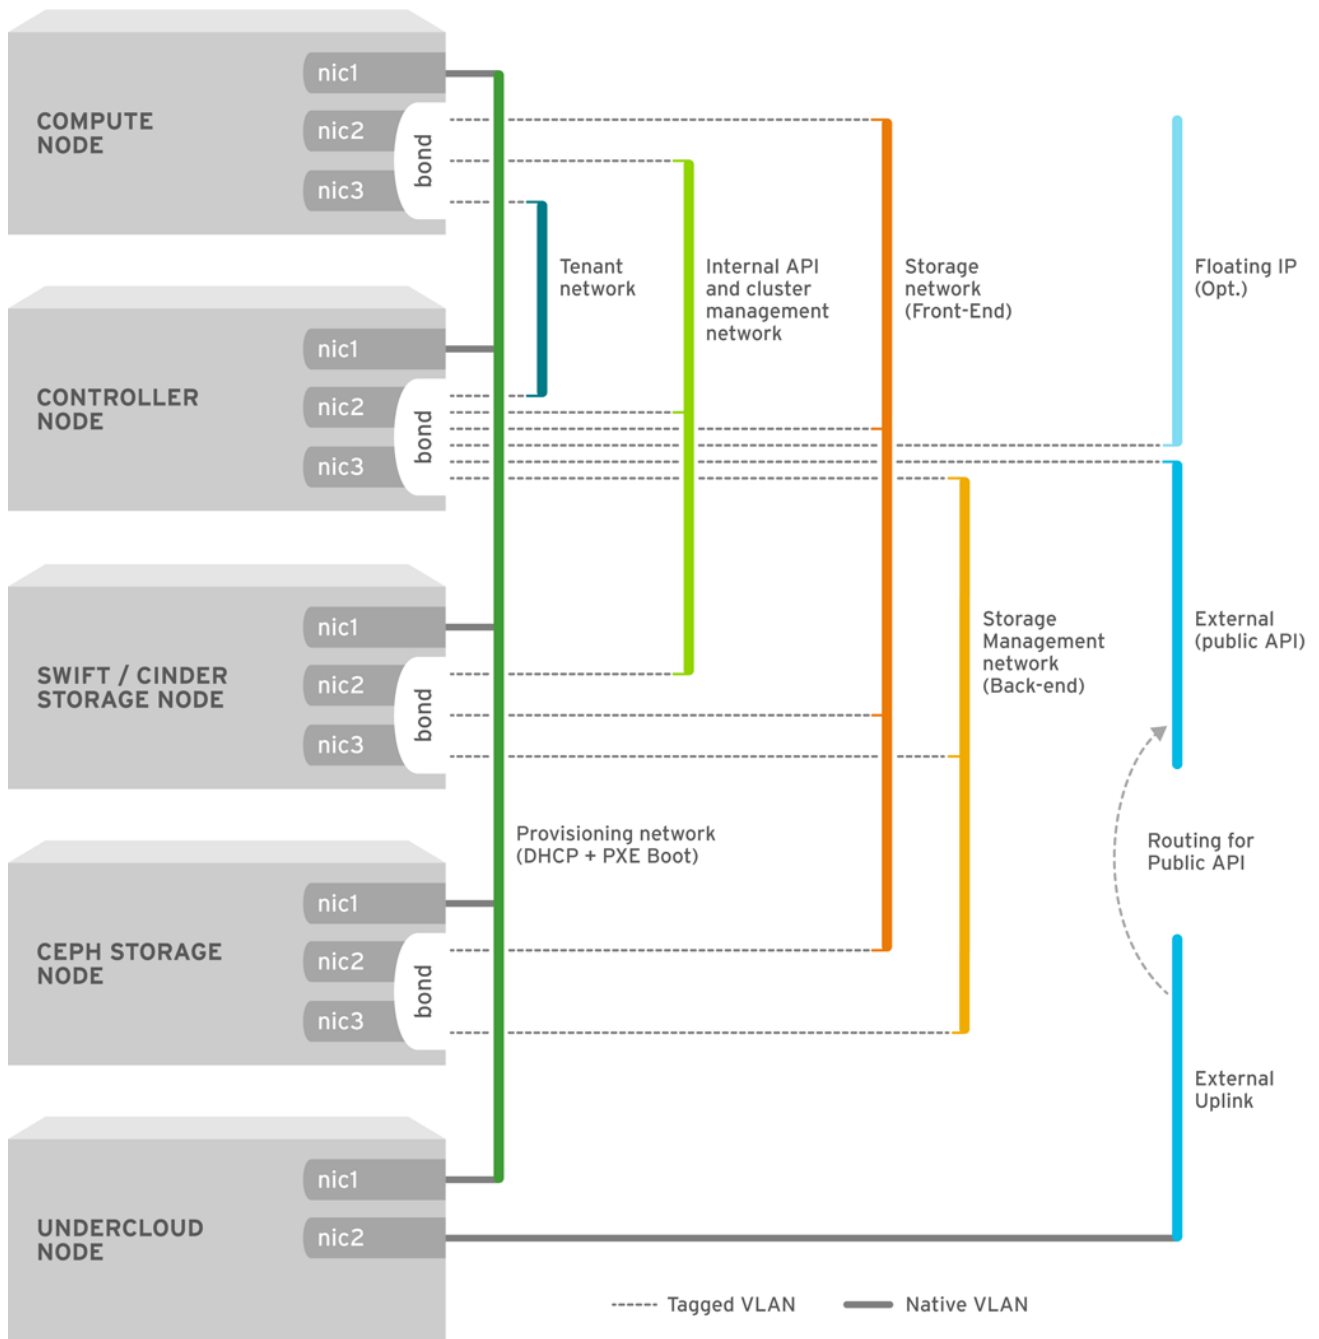 COMPUTE
NODE
nic1
nic2
nic3
bond
Tenant
network
Internal API
and cluster
management
network
Storage
network
(Front-End)
Floating IP
(Opt.)
CONTROLLER
NODE
nic1
nic2
nic3
bond
SWIFT / CINDER
STORAGE NODE
nic1
nic2
nic3
bond
Storage
Management
network
(Back-end)
External
(public API)
Provisioning network
(DHCP + PXE Boot)
Routing for
Public API
CEPH STORAGE
NODE
nic1
nic2
nic3
bond
External
Uplink
UNDERCLOUD
NODE
nic1
nic2
Tagged VLAN
Native VLAN